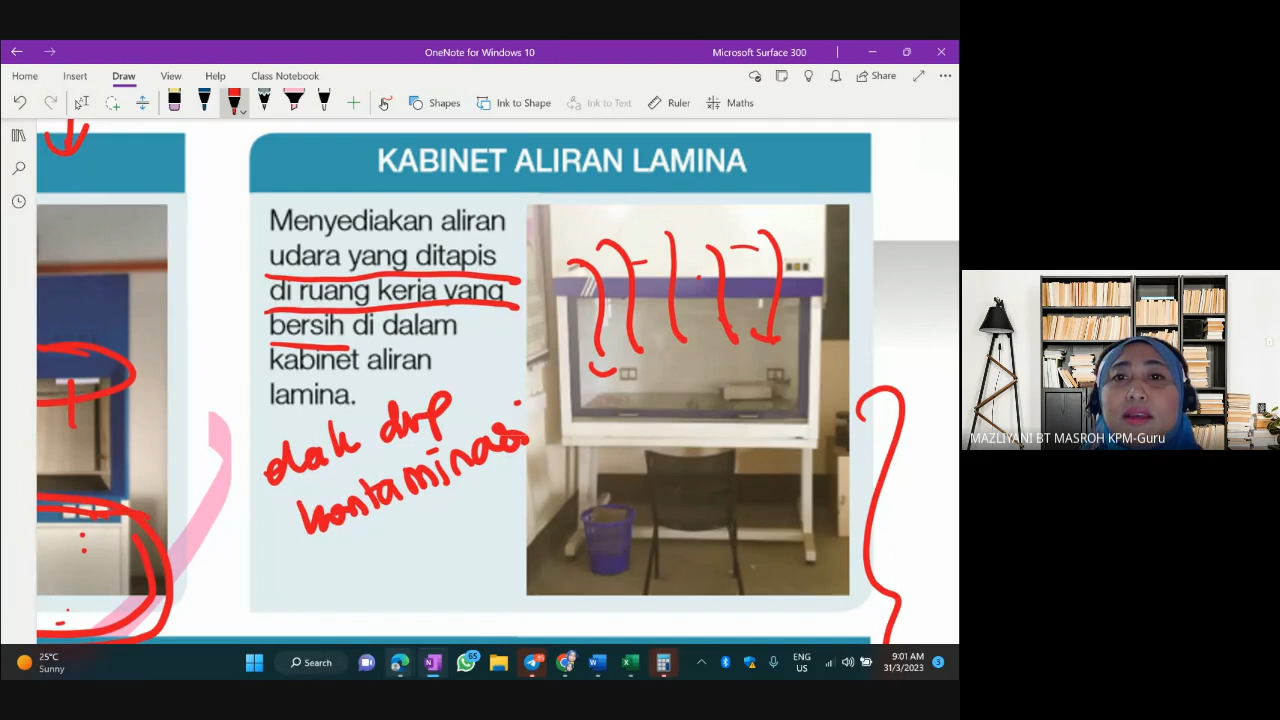 OneNote for Windows 10
Microsoft Surface 300
Home Insert Draw View Help Class Notebook
Share
Shapes Ink to Shape Ink to Text Ruler Maths
KABINET ALIRAN LAMINA
Menyediakan aliran
udara yang ditapis
di ruang kerja yang
bersih di dalam
kabinet aliran
lamina.
kontaminasi
MAZLIYANI BT MASROH KPM-Guru
25°C
Sunny
Search
65
ENG
US
9:01 AM
31/3/2023
3